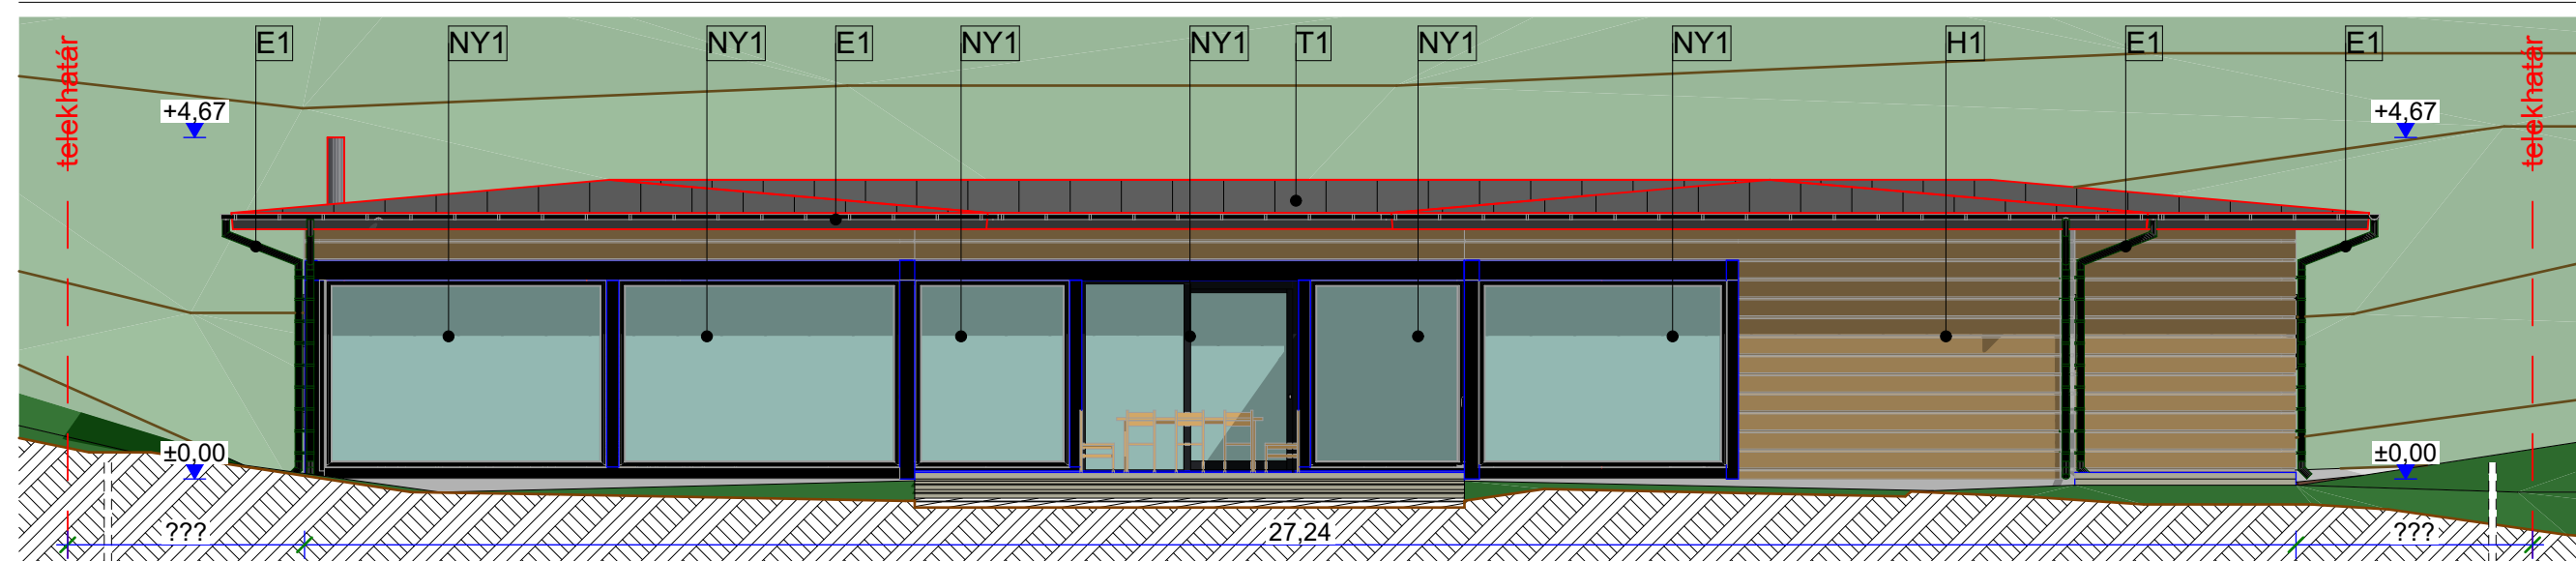 E1 NY1 NY1 E1 NY1 NY1 T1 NY1 NY1 H1 E1 E1
telekhatár telekhatár
+4,67 +4,67
±0,00 ±0,00
??? 27,24 ???